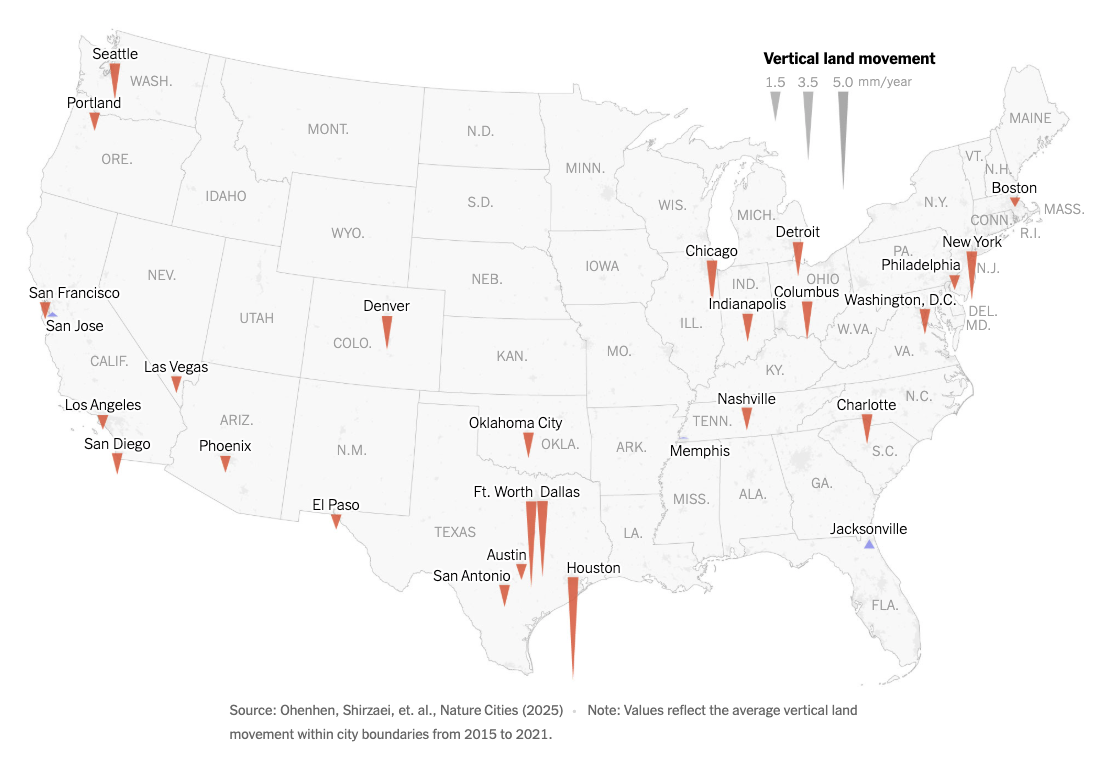 Seattle
WASH.
Vertical land movement
1.5 3.5 5.0 mm/year
Portland
MONT.
N.D.
MAINE
ORE.
MINN.
VT.
N.H.
IDAHO
S.D.
WIS.
MICH.
N.Y.
Boston
MASS.
CONN.
R.I.
WYO.
Detroit
New York
Chicago
PA.
Philadelphia
N.J.
NEV.
IOWA
NEB.
IND.
OHIO
San Francisco
Denver
Indianapolis
Columbus
Washington, D.C.
DEL.
MD.
San Jose
UTAH
COLO.
ILL.
W.VA.
VA.
CALIF.
Las Vegas
KAN.
MO.
KY.
Los Angeles
Nashville
Charlotte
N.C.
San Diego
Phoenix
ARIZ.
N.M.
Oklahoma City
OKLA.
ARK.
TENN.
Memphis
S.C.
El Paso
Ft. Worth
Dallas
MISS.
ALA.
GA.
TEXAS
LA.
Jacksonville
Austin
San Antonio
Houston
FLA.
Source: Ohenhen, Shirzaei, et. al., Nature Cities (2025) • Note: Values reflect the average vertical land
movement within city boundaries from 2015 to 2021.